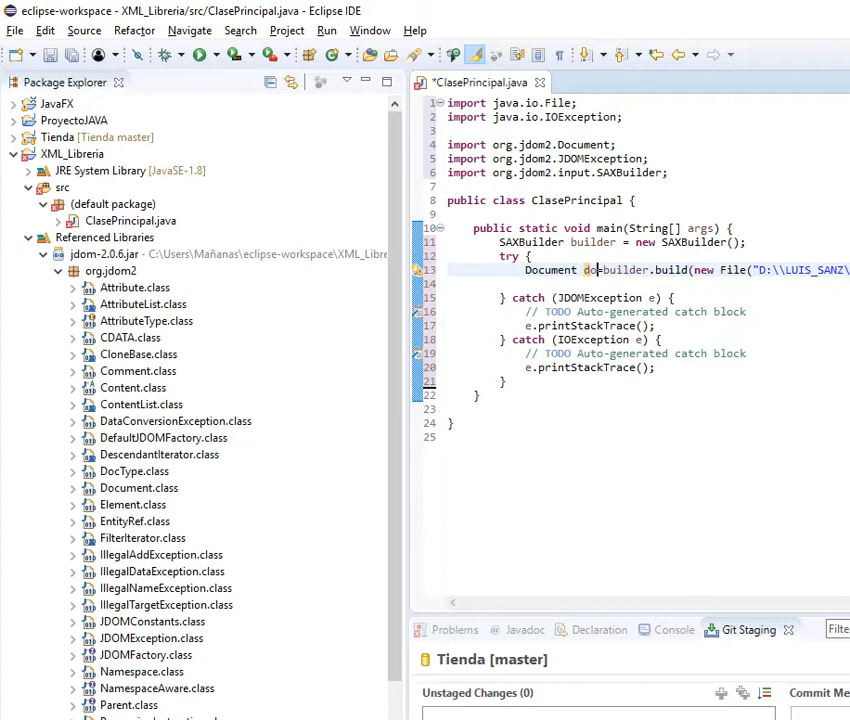 eclipse-workspace - XML_Libreria/src/ClasePrincipal.java - Eclipse IDE
File Edit Source Refactor Navigate Search Project Run Window Help
Package Explorer
JavaFX
ProyectoJAVA
Tienda [Tienda master]
XML_Libreria
JRE System Library [JavaSE-1.8]
src
(default package)
ClasePrincipal.java
Referenced Libraries
jdom-2.0.6.jar - C:\Users\Mañanas\eclipse-workspace\XML_Libre
org.jdom2
Attribute.class
AttributeList.class
AttributeType.class
CDATA.class
CloneBase.class
Comment.class
Content.class
ContentList.class
DataConversionException.class
DefaultJDOMFactory.class
DescendantIterator.class
DocType.class
Document.class
Element.class
EntityRef.class
FilterIterator.class
IllegalAddException.class
IllegalDataException.class
IllegalNameException.class
IllegalTargetException.class
JDOMConstants.class
JDOMException.class
JDOMFactory.class
Namespace.class
NamespaceAware.class
Parent.class
*ClasePrincipal.java
1 import java.io.File;
2 import java.io.IOException;
3
4 import org.jdom2.Document;
5 import org.jdom2.JDOMException;
6 import org.jdom2.input.SAXBuilder;
7
8 public class ClasePrincipal {
9
10 public static void main(String[] args) {
11 SAXBuilder builder = new SAXBuilder();
12 try {
13 Document do=builder.build(new File("D:\\LUIS_SANZ\
15 } catch (JDOMException e) {
16 // TODO Auto-generated catch block
17 e.printStackTrace();
18 } catch (IOException e) {
19 // TODO Auto-generated catch block
20 e.printStackTrace();
21 }
22 }
23
24 }
25
Problems Javadoc Declaration Console Git Staging Filte
Tienda [master]
Unstaged Changes (0) Commit Me